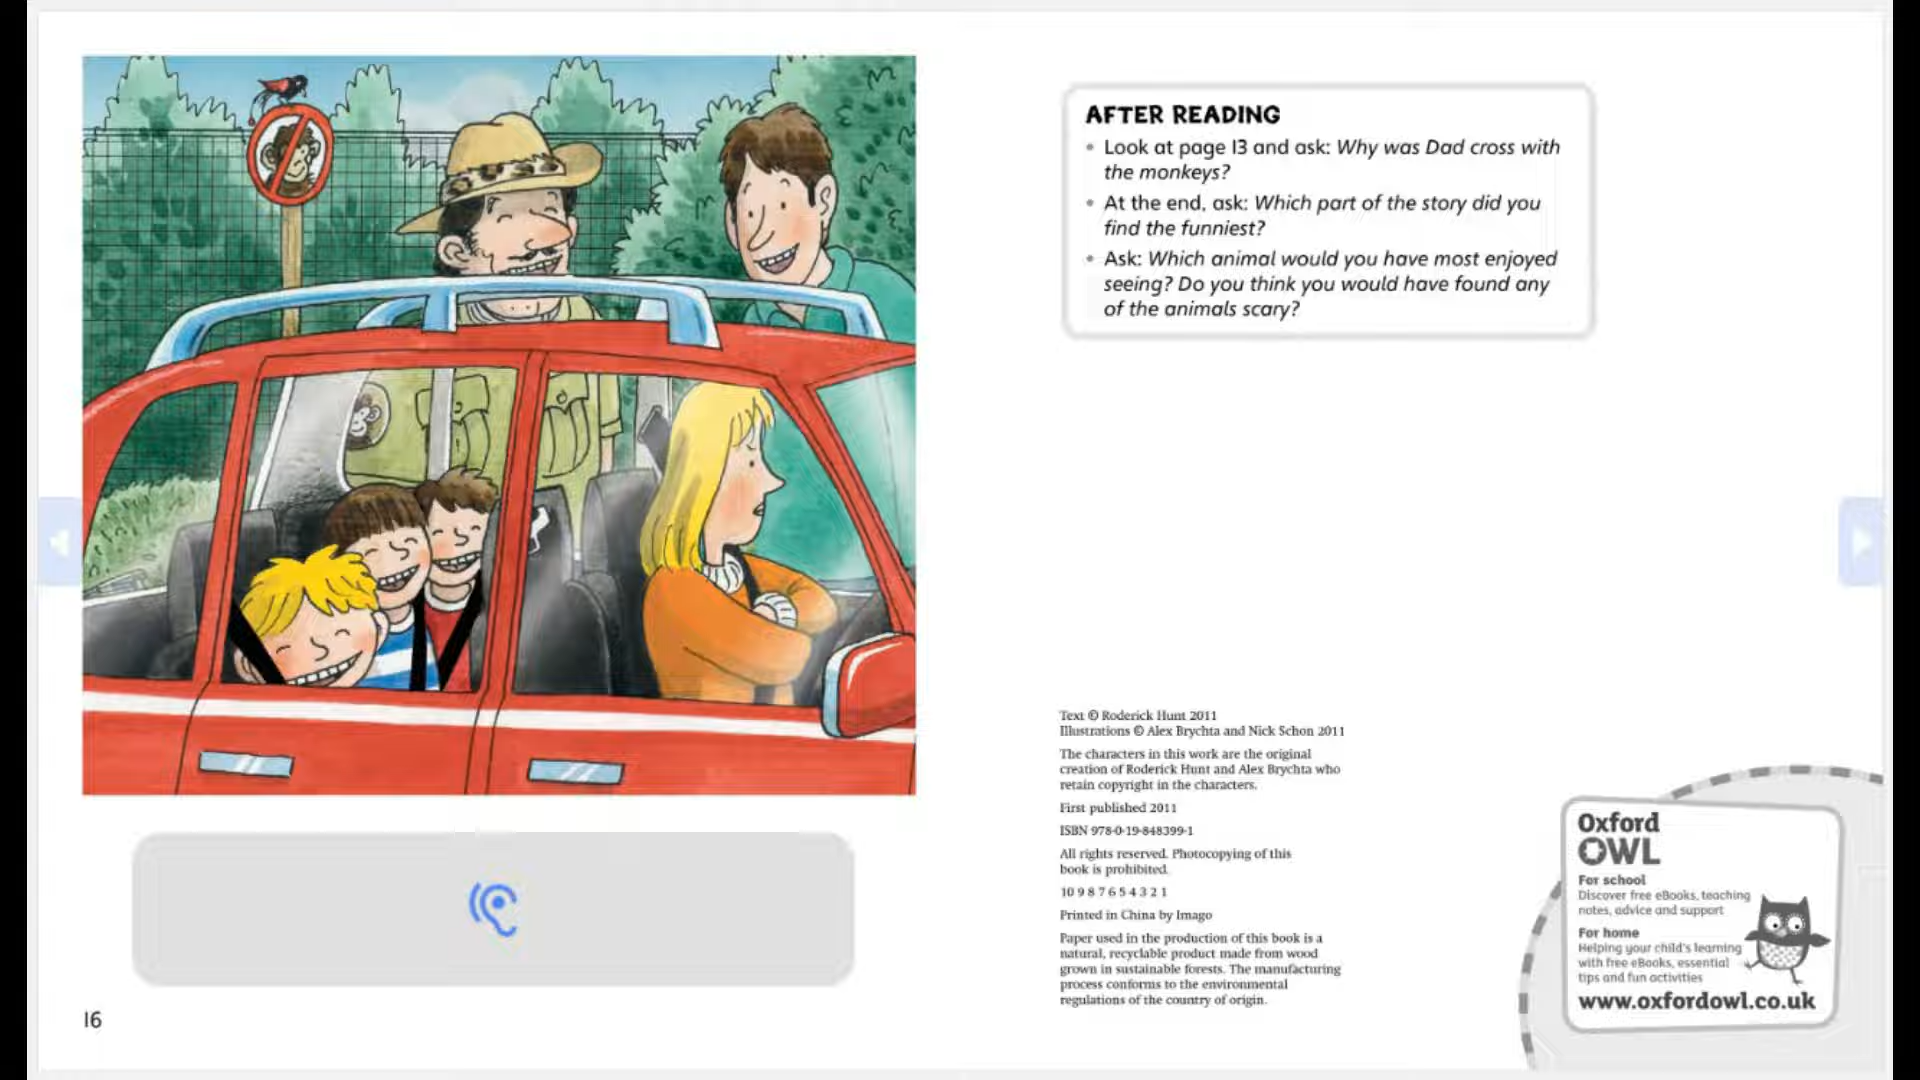 16
AFTER READING
• Look at page 13 and ask: Why was Dad cross with
the monkeys?
• At the end, ask: Which part of the story did you
find the funniest?
• Ask: Which animal would you have most enjoyed
seeing? Do you think you would have found any
of the animals scary?
Text © Roderick Hunt 2011
Illustrations © Alex Brychta and Nick Schon 2011
The characters in this work are the original
creation of Roderick Hunt and Alex Brychta who
retain copyright in the characters.
First published 2011
ISBN 978-0-19-848399-1
All rights reserved. Photocopying of this
book is prohibited.
10 9 8 7 6 5 4 3 2 1
Printed in China by Imago
Paper used in the production of this book is a
natural, recyclable product made from wood
grown in sustainable forests. The manufacturing
process conforms to the environmental
regulations of the country of origin.
Oxford
OWL
For school
Discover free eBooks, teaching
notes, advice and support
For home
Helping your child's learning
with free eBooks, essential
tips and fun activities
www.oxfordowl.co.uk